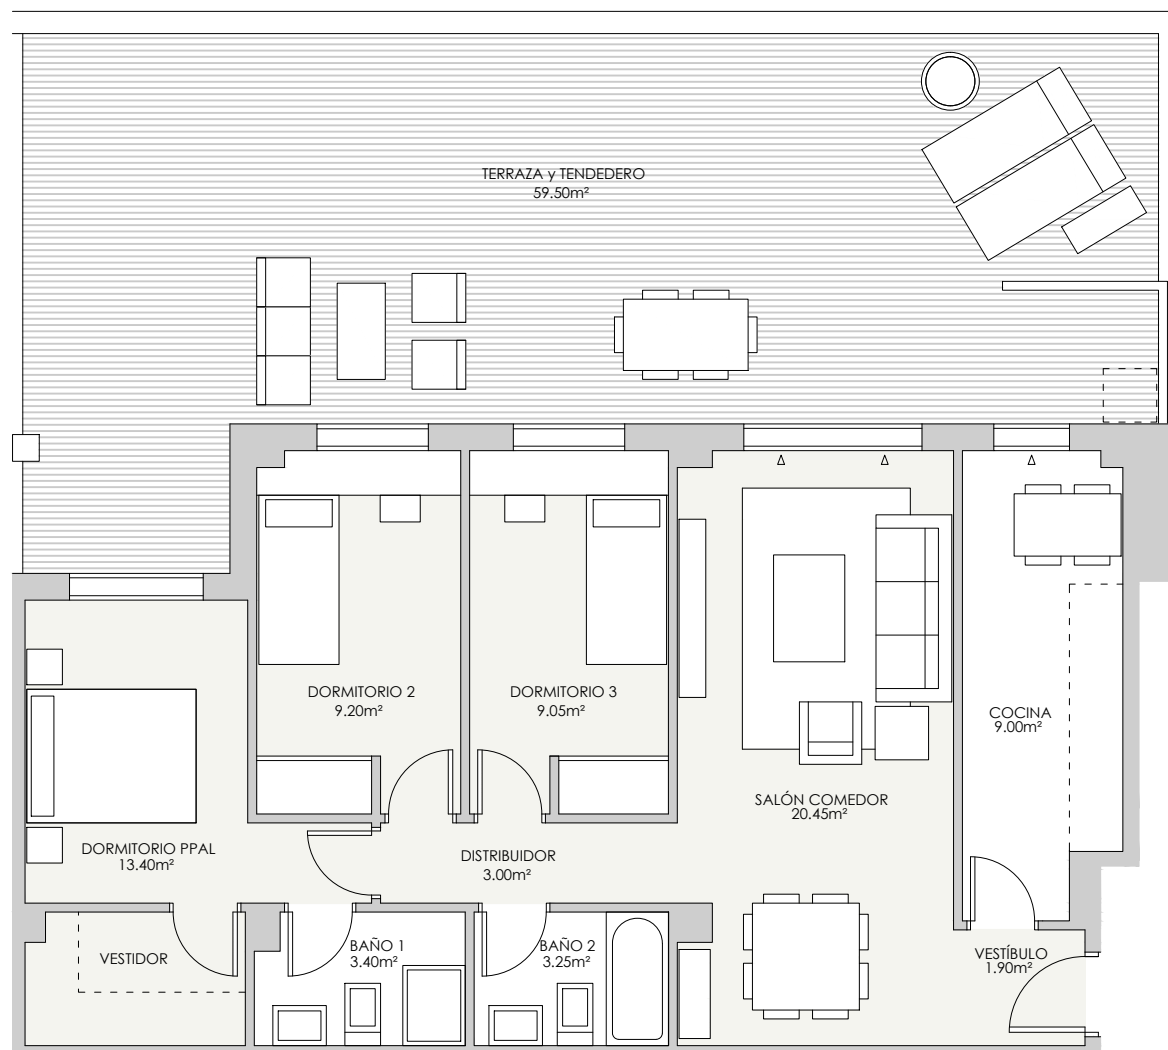 TERRAZA y TENDEDERO
59.50m²
DORMITORIO 2
9.20m²
DORMITORIO 3
9.05m²
COCINA
9.00m²
SALÓN COMEDOR
20.45m²
DORMITORIO PPAL
13.40m²
DISTRIBUIDOR
3.00m²
VESTIDOR
BAÑO 1
3.40m²
BAÑO 2
3.25m²
VESTÍBULO
1.90m²